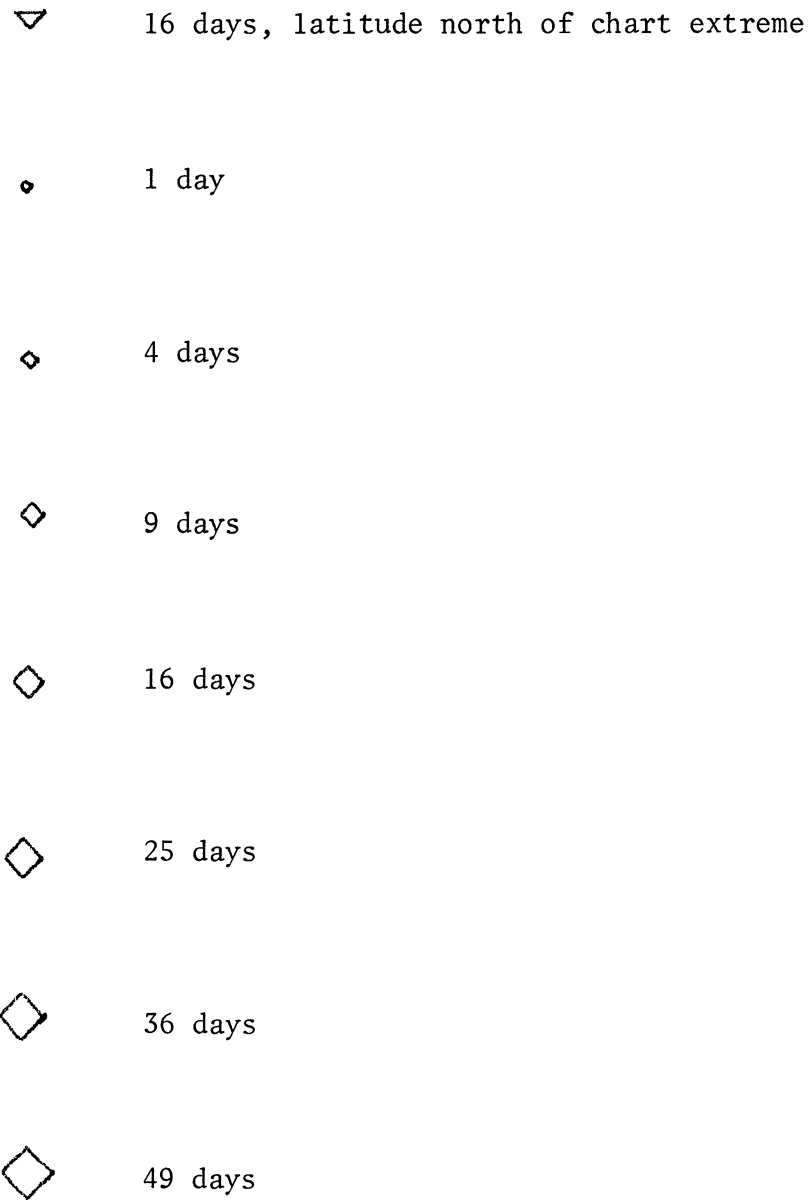 16 days, latitude north of chart extreme
1 day
4 days
9 days
16 days
25 days
36 days
49 days